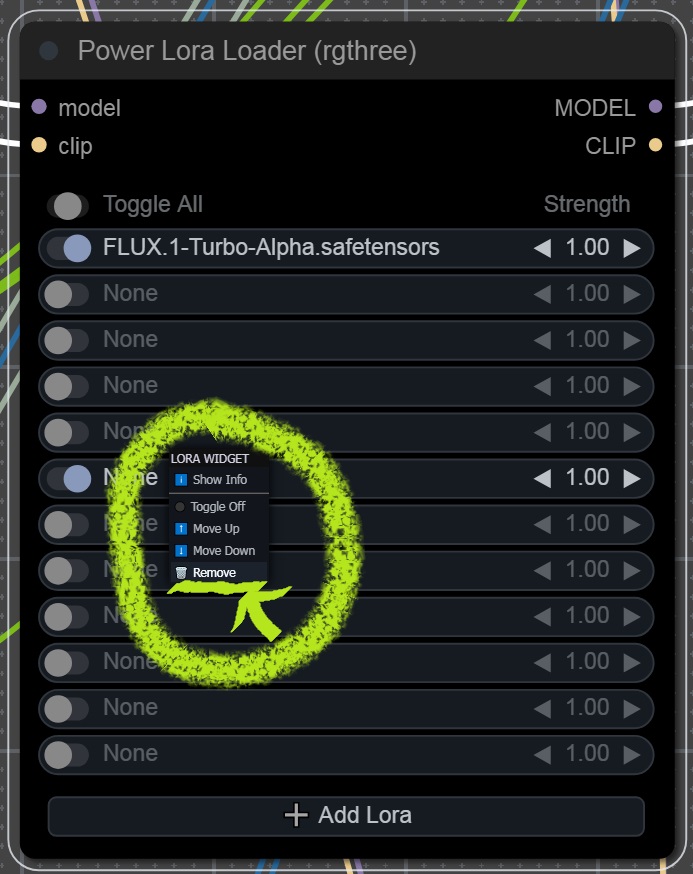 Power Lora Loader (rgthree)
model MODEL
clip CLIP
Toggle All Strength
FLUX.1-Turbo-Alpha.safetensors 1.00
None 1.00
None 1.00
None 1.00
None 1.00
LORA WIDGET
None 1.00
Show Info
Toggle Off
None 1.00
Move Up
Move Down
None 1.00
Remove
None 1.00
None 1.00
None 1.00
None 1.00
Add Lora